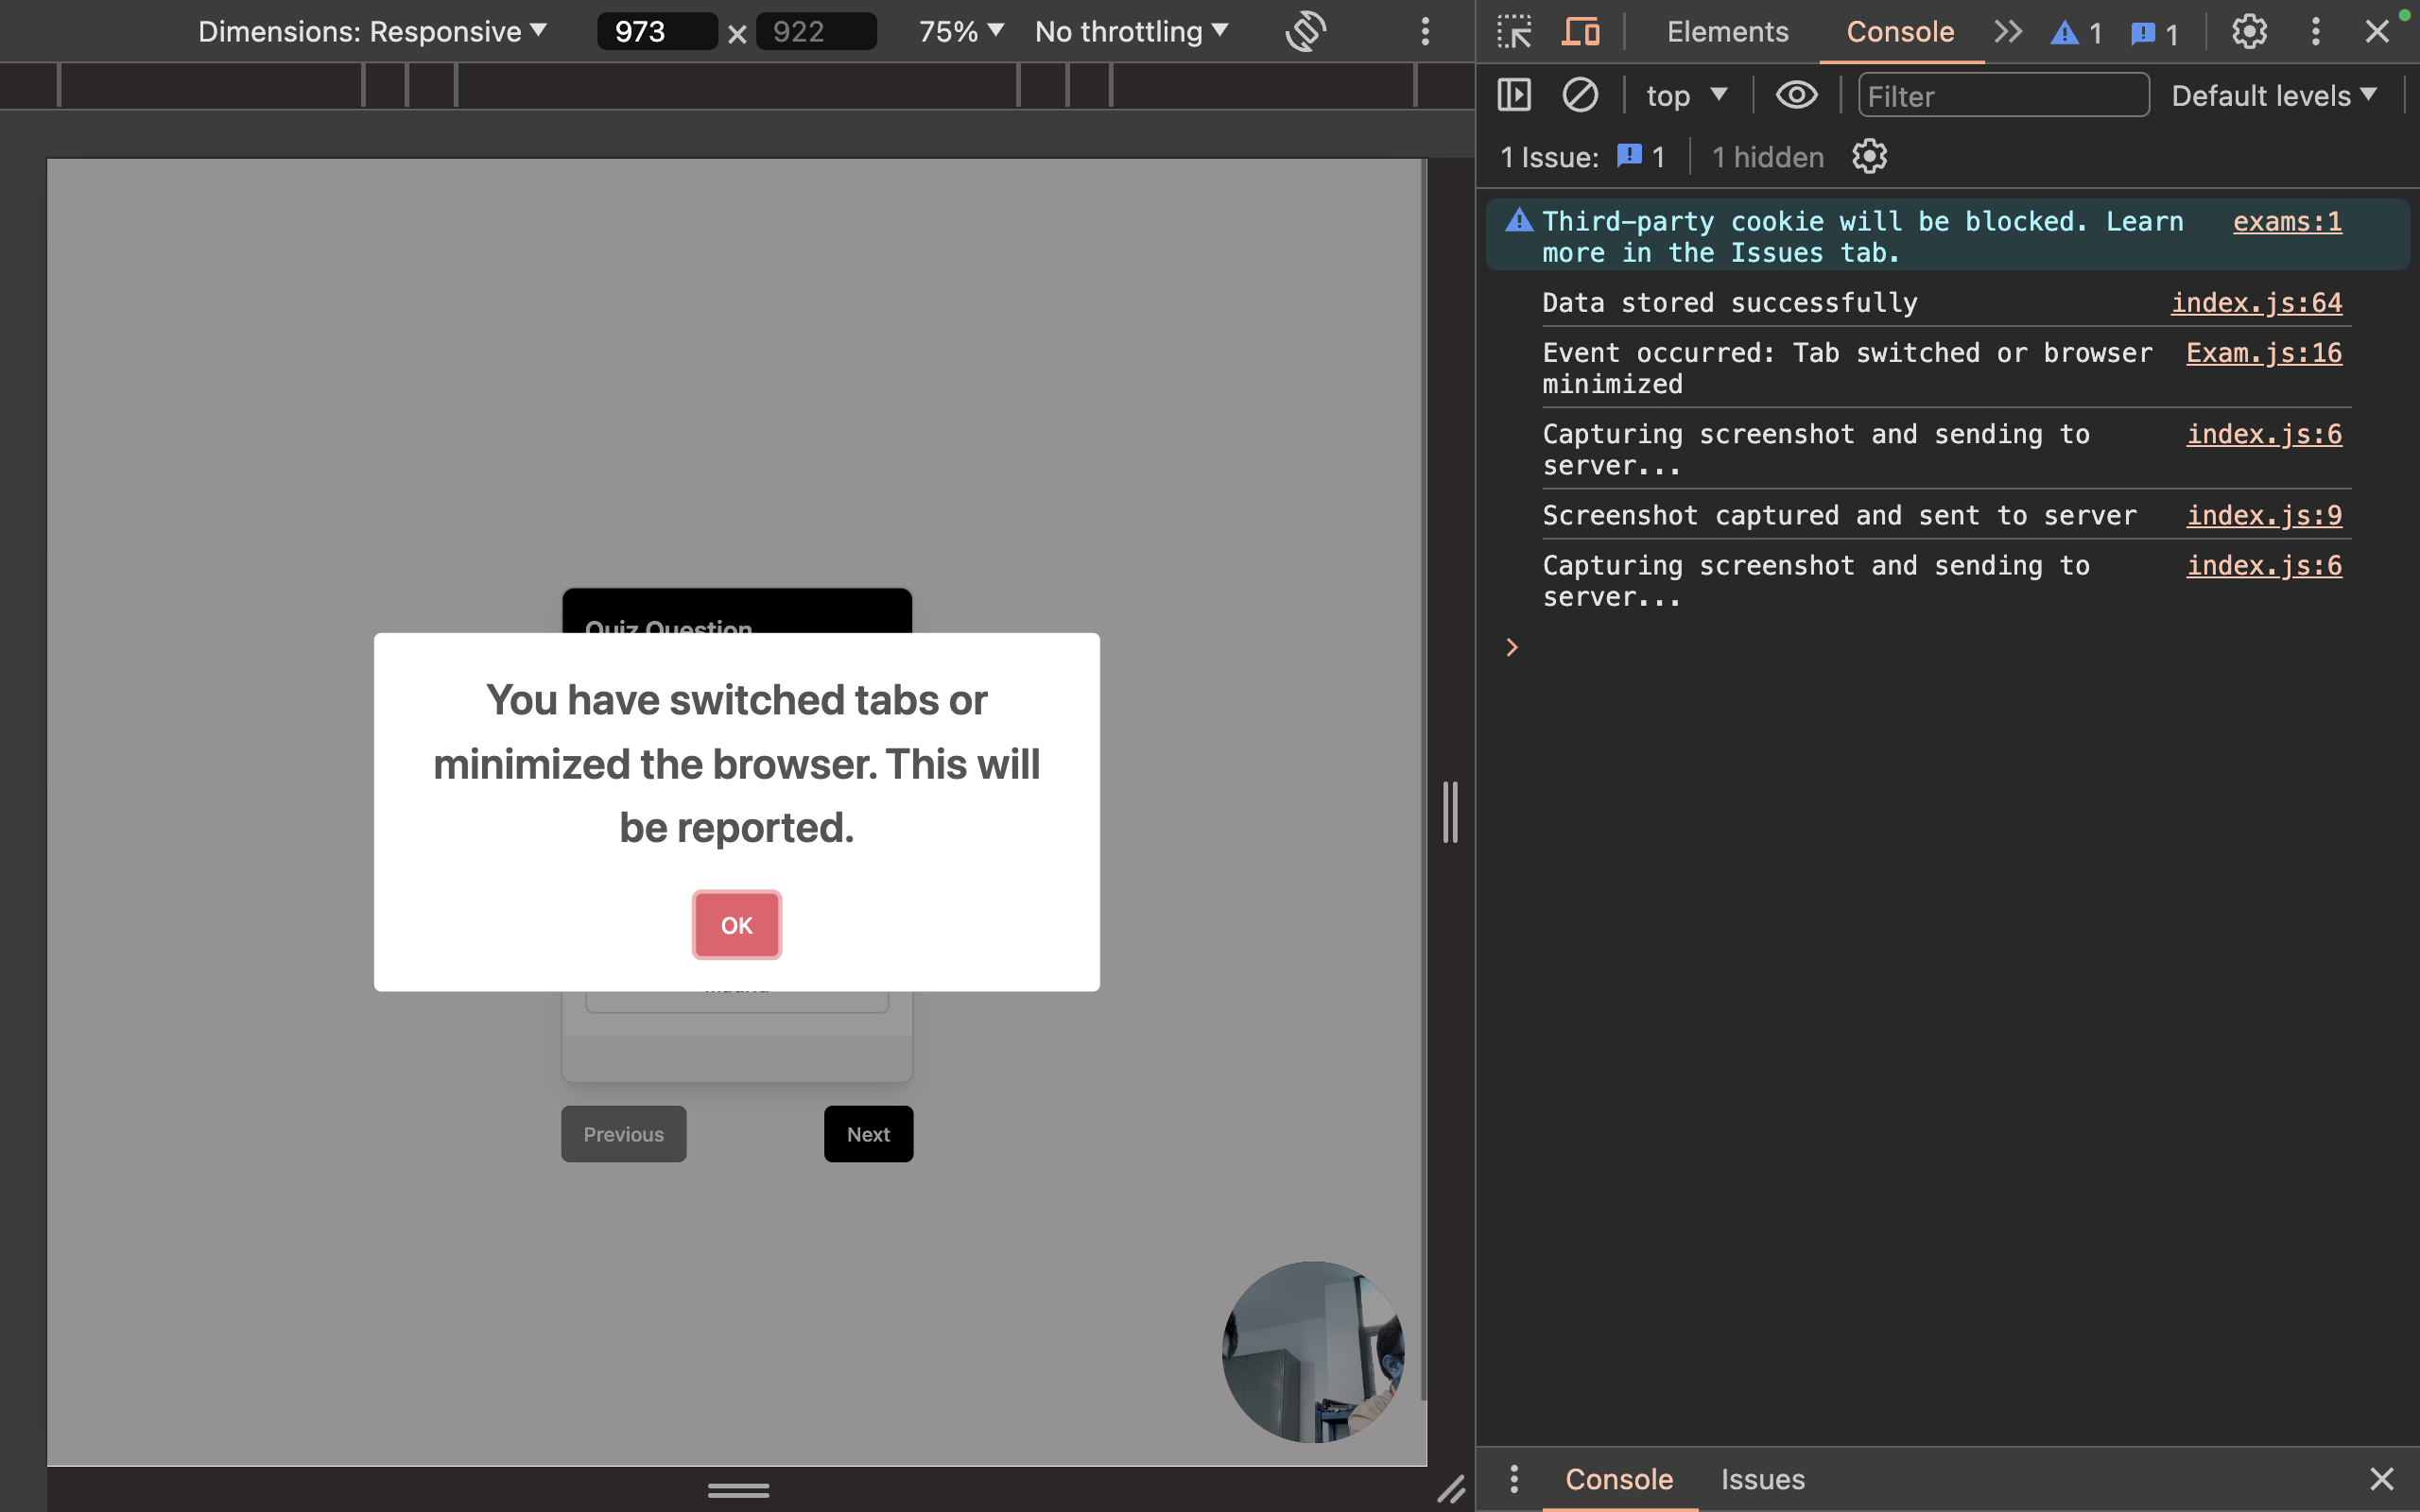 Dimensions: Responsive
973
×
922
75%
No throttling
Elements
Console
1
1
top
Filter
Default levels
1 Issue:
1
1 hidden
Third-party cookie will be blocked. Learn
exams:1
more in the Issues tab.
Data stored successfully
index.js:64
Event occurred: Tab switched or browser
Exam.js:16
minimized
Capturing screenshot and sending to
index.js:6
server...
Screenshot captured and sent to server
index.js:9
Capturing screenshot and sending to
index.js:6
server...
Quiz Question
You have switched tabs or
minimized the browser. This will
be reported.
OK
Previous
Next
Console
Issues